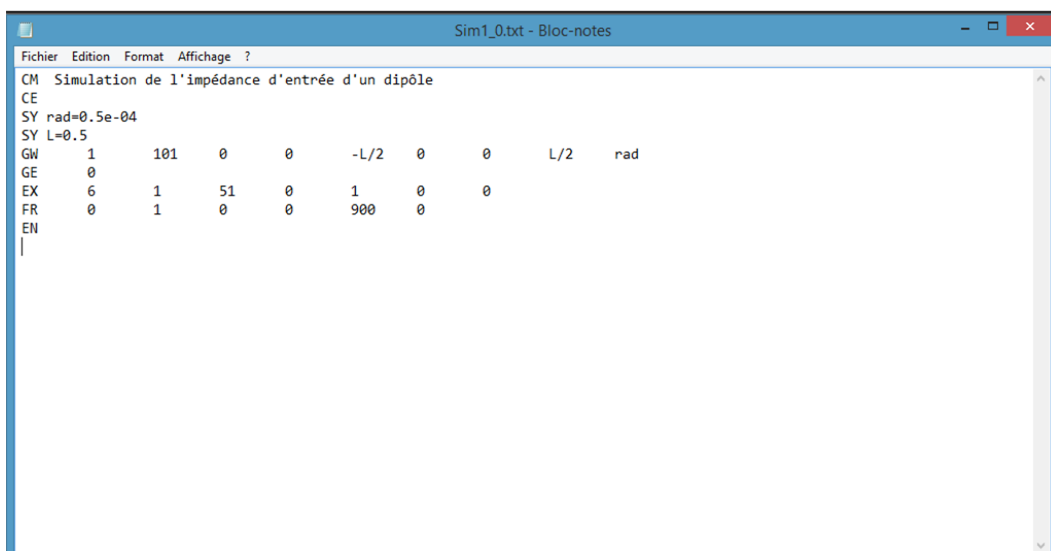 Sim1_0.txt - Bloc-notes
Fichier Edition Format Affichage ?
CM  Simulation de l'impédance d'entrée d'un dipôle
CE
SY rad=0.5e-04
SY L=0.5
GW 1 101 0 0 -L/2 0 0 L/2 rad
GE 0
EX 6 1 51 0 1 0 0
FR 0 1 0 0 900 0
EN